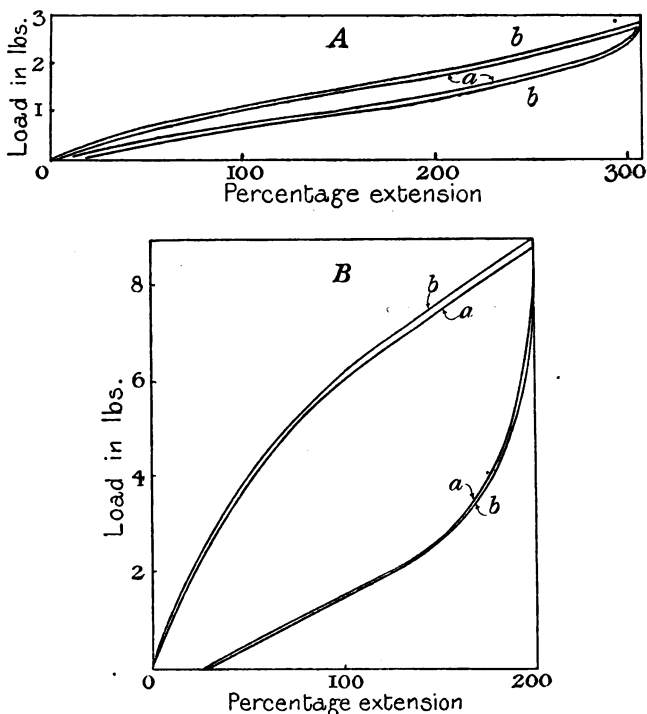 3
A
b
2
a
b
1
Load in lbs.
0
100
200
300
Percentage extension
B
8
b
a
6
Load in lbs.
4
a
b
2
0
100
200
Percentage extension